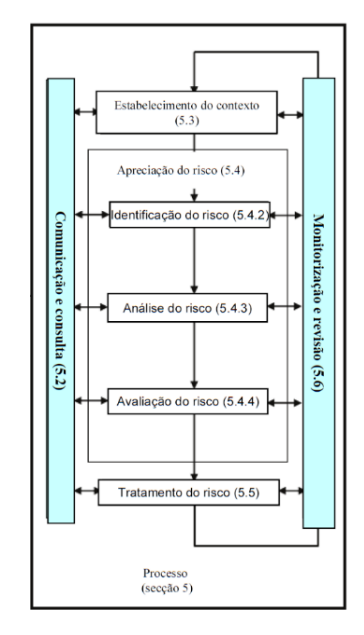 Estabelecimento do contexto
(5.3)
Apreciação do risco (5.4)
Identificação do risco (5.4.2)
Análise do risco (5.4.3)
Avaliação do risco (5.4.4)
Tratamento do risco (5.5)
Comunicação e consulta (5.2)
Monitorização e revisão (5.6)
Processo
(secção 5)